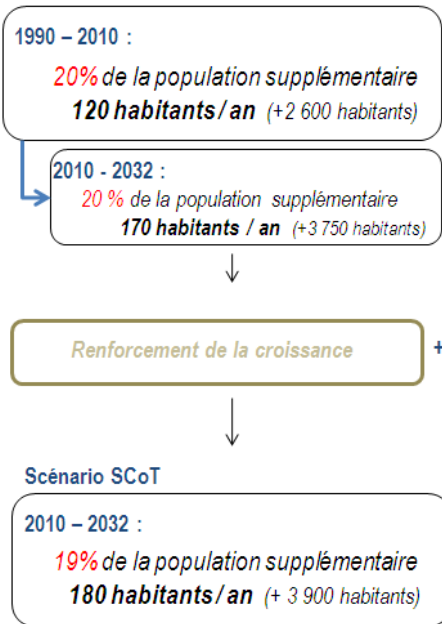 1990 – 2010 :
20% de la population supplémentaire
120 habitants / an (+2 600 habitants)
2010 - 2032 :
20 % de la population supplémentaire
170 habitants / an (+3 750 habitants)
Renforcement de la croissance +
Scénario SCoT
2010 – 2032 :
19% de la population supplémentaire
180 habitants / an (+ 3 900 habitants)